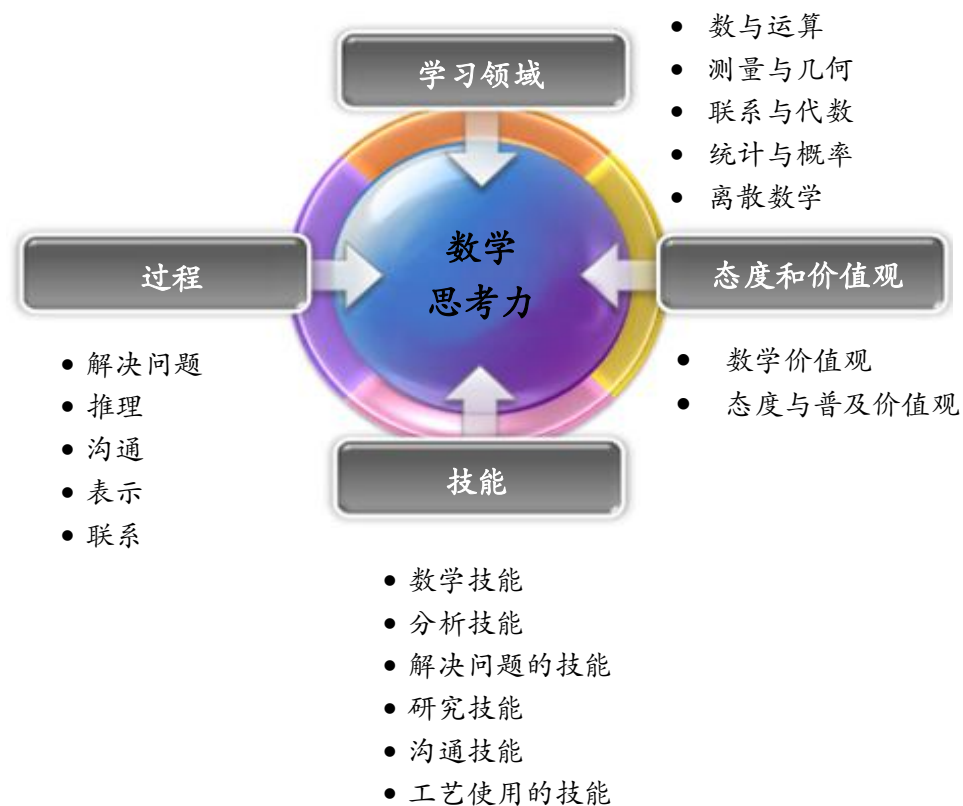 学习领域
• 数与运算
• 测量与几何
• 联系与代数
• 统计与概率
• 离散数学
数学
思考力
过程
• 解决问题
• 推理
• 沟通
• 表示
• 联系
态度和价值观
• 数学价值观
• 态度与普及价值观
技能
• 数学技能
• 分析技能
• 解决问题的技能
• 研究技能
• 沟通技能
• 工艺使用的技能